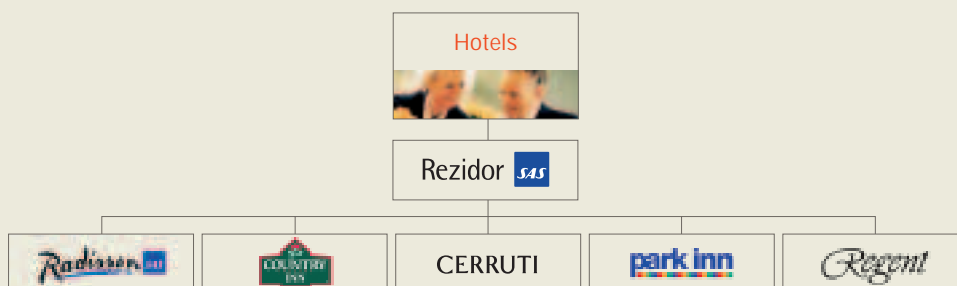 Hotels
Rezidor SAS
Radisson SAS
COUNTRY
INN
CERRUTI
park inn
Regent